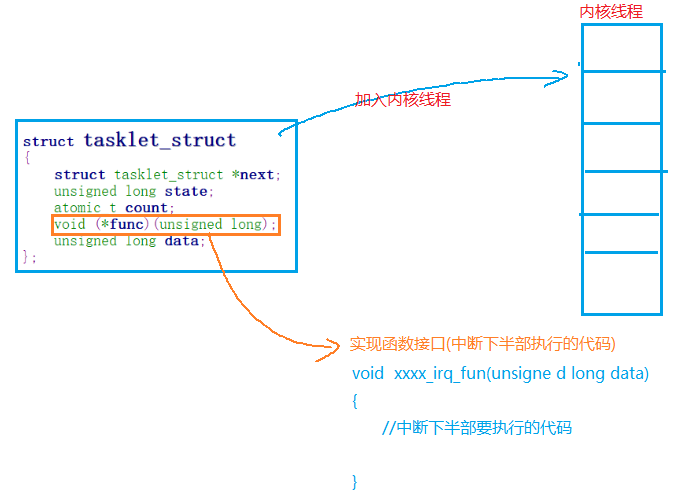 内核线程
加入内核线程
struct tasklet_struct
{
struct tasklet_struct *next;
unsigned long state;
atomic_t count;
void (*func)(unsigned long);
unsigned long data;
};
实现函数接口(中断下半部执行的代码)
void xxxx_irq_fun(unsigne d long data)
{
//中断下半部要执行的代码
}